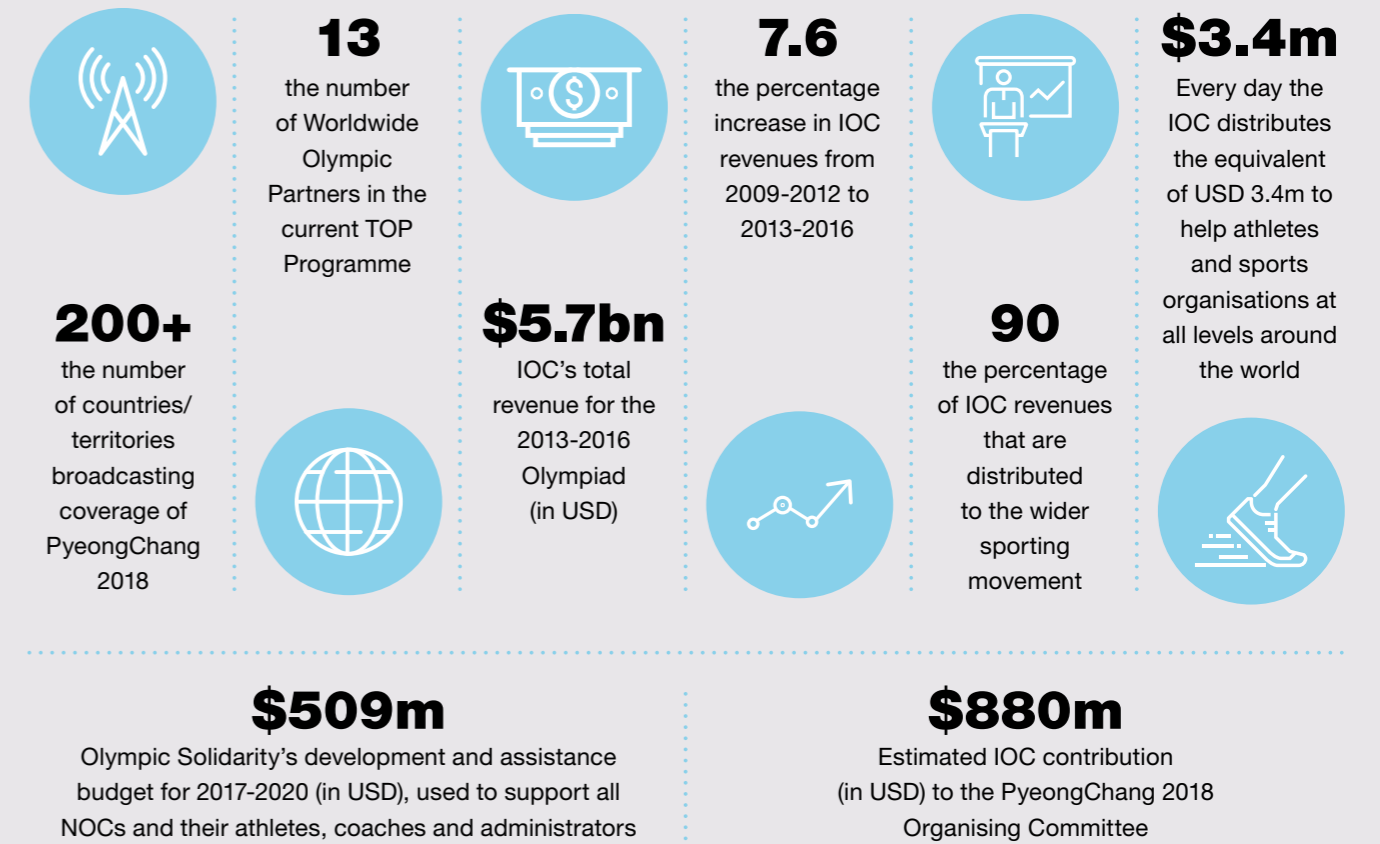 200+
the number
of countries/
territories
broadcasting
coverage of
PyeongChang
2018
13
the number
of Worldwide
Olympic
Partners in the
current TOP
Programme
$
$5.7bn
IOC's total
revenue for the
2013-2016
Olympiad
(in USD)
7.6
the percentage
increase in IOC
revenues from
2009-2012 to
2013-2016
90
the percentage
of IOC revenues
that are
distributed
to the wider
sporting
movement
$3.4m
Every day the
IOC distributes
the equivalent
of USD 3.4m to
help athletes
and sports
organisations at
all levels around
the world
$509m
Olympic Solidarity's development and assistance
budget for 2017-2020 (in USD), used to support all
NOCs and their athletes, coaches and administrators
$880m
Estimated IOC contribution
(in USD) to the PyeongChang 2018
Organising Committee